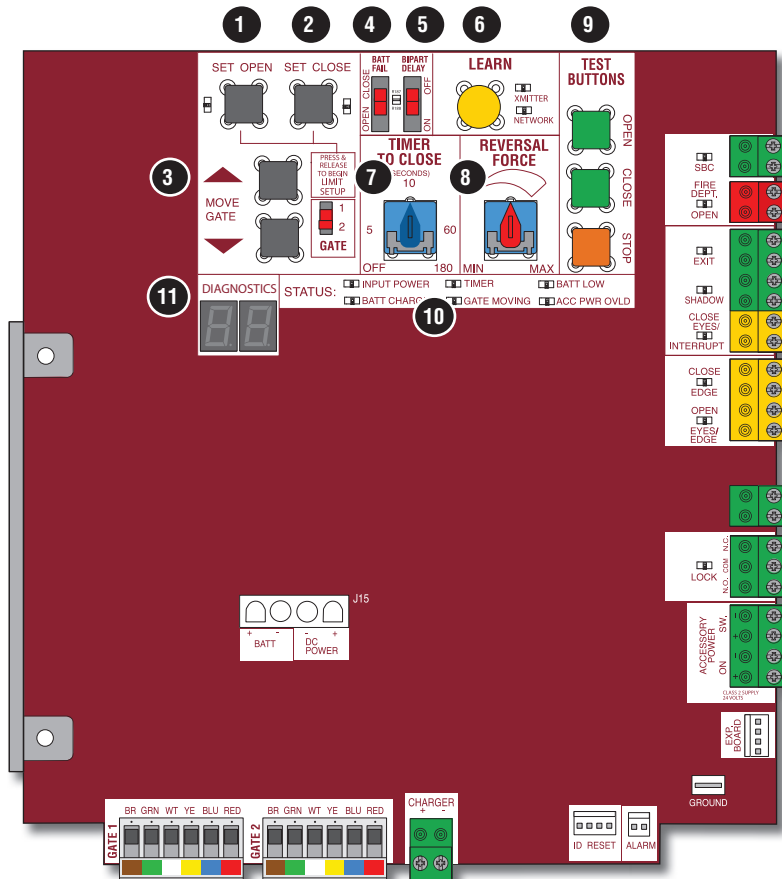 1
2
4
5
6
9
SET OPEN
SET CLOSE
BATT FAIL
OPEN CLOSE
BIPART DELAY
ON OFF
R187
R188
LEARN
XMITTER
NETWORK
TEST BUTTONS
OPEN
CLOSE
STOP
3
MOVE GATE
PRESS & RELEASE TO BEGIN LIMIT SETUP
1
2
GATE
7
TIMER TO CLOSE
(SECONDS)
10
5
60
OFF
180
8
REVERSAL FORCE
MIN
MAX
11
DIAGNOSTICS
88
STATUS:
INPUT POWER
TIMER
BATT LOW
BATT CHARG
10
GATE MOVING
ACC PWR OVLD
SBC
FIRE DEPT.
OPEN
EXIT
SHADOW
CLOSE EYES/
INTERRUPT
CLOSE
EDGE
OPEN
EYES/
EDGE
N.C.
COM
N.O.
LOCK
ACCESSORY POWER
SW.
ON
- + - +
CLASS 2 SUPPLY
24 VOLTS
EXP. BOARD
GROUND
J15
+ - - +
BATT
DC POWER
GATE 1
BR GRN WT YE BLU RED
GATE 2
BR GRN WT YE BLU RED
CHARGER
+ -
ID RESET
ALARM